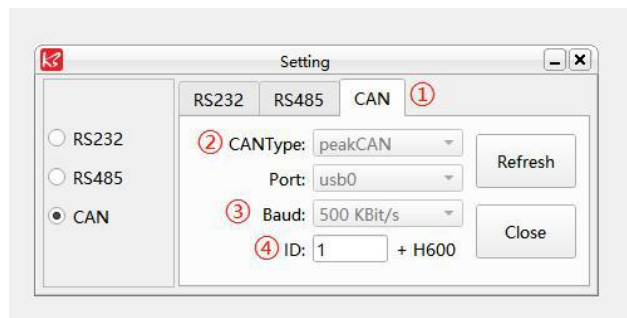 Setting
RS232 RS485 CAN ①
RS232
RS485
CAN
② CANType: peakCAN
Port: usb0
③ Baud: 500 KBit/s
④ ID: 1 + H600
Refresh
Close